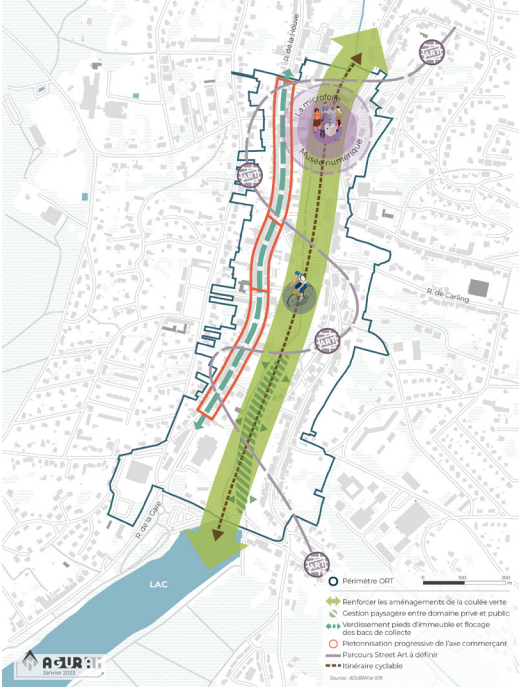 R. de la Houve
ART
La microfolie
Musée numérique
ART
R. de Carling
ART
R. de la Gare
LAC
ART
Périmètre ORT
0 100 200
m
Renforcer les aménagements de la coulée verte
Gestion paysagère entre domaine privé et public
Verdissement pieds d'immeuble et flocage
des bacs de collecte
Piétonnisation progressive de l'axe commerçant
Parcours Street Art à définir
Itinéraire cyclable
Sources : AGURAM et IGN
AGURAM
Janvier 2023